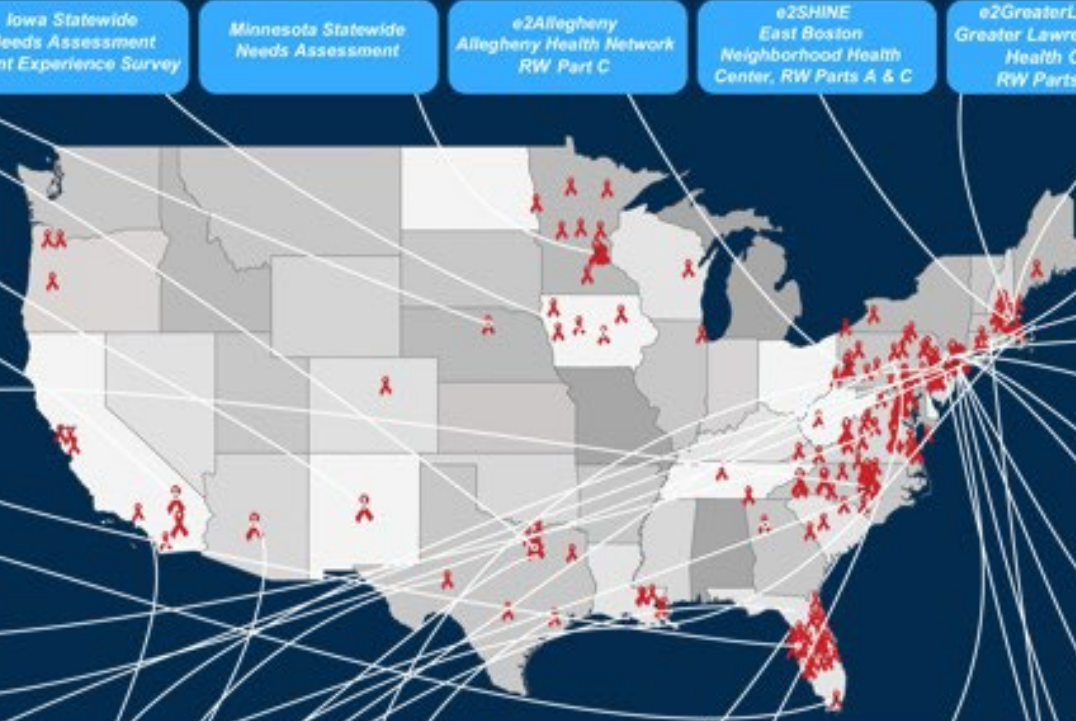 Iowa Statewide
Needs Assessment
nt Experience Survey
Minnesota Statewide
Needs Assessment
e2Allegheny
Allegheny Health Network
RW Part C
e2SHINE
East Boston
Neighborhood Health
Center, RW Parts A & C
e2GreaterL
Greater Lawre
Health C
RW Parts